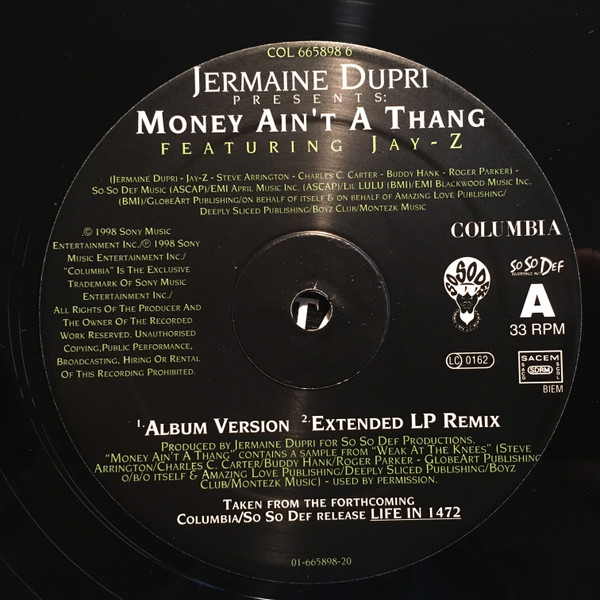 COL 665898 6
JERMAINE DUPRI
PRESENTS:
MONEY AIN'T A THANG
FEATURING JAY-Z
(JERMAINE DUPRI - JAY-Z - STEVE ARRINGTON - CHARLES C. CARTER - BUDDY HANK - ROGER PARKER) -
SO SO DEF MUSIC (ASCAP)/EMI APRIL MUSIC INC. (ASCAP)/LIL LULU (BMI)/EMI BLACKWOOD MUSIC INC.
(BMI)/GLOBEART PUBLISHING/ON BEHALF OF ITSELF & ON BEHALF OF AMAZING LOVE PUBLISHING/
DEEPLY SLICED PUBLISHING/BOYZ CLUB/MONTEZK MUSIC
© 1998 SONY MUSIC
ENTERTAINMENT INC./℗ 1998 SONY
MUSIC ENTERTAINMENT INC./
"COLUMBIA" IS THE EXCLUSIVE
TRADEMARK OF SONY MUSIC
ENTERTAINMENT INC./
ALL RIGHTS OF THE PRODUCER AND
THE OWNER OF THE RECORDED
WORK RESERVED. UNAUTHORISED
COPYING,PUBLIC PERFORMANCE,
BROADCASTING, HIRING OR RENTAL
OF THIS RECORDING PROHIBITED.
COLUMBIA
SO SO DEF
A
33 RPM
LC 0162
SACEM
SDRM
BIEM
1. ALBUM VERSION 2. EXTENDED LP REMIX
PRODUCED BY JERMAINE DUPRI FOR SO SO DEF PRODUCTIONS.
"MONEY AIN'T A THANG" CONTAINS A SAMPLE FROM "WEAK AT THE KNEES" (STEVE
ARRINGTON/CHARLES C. CARTER/BUDDY HANK/ROGER PARKER - GLOBEART PUBLISHING
O/B/O ITSELF & AMAZING LOVE PUBLISHING/DEEPLY SLICED PUBLISHING/BOYZ
CLUB/MONTEZK MUSIC) - USED BY PERMISSION.
TAKEN FROM THE FORTHCOMING
COLUMBIA/SO SO DEF RELEASE LIFE IN 1472
01-665898-20